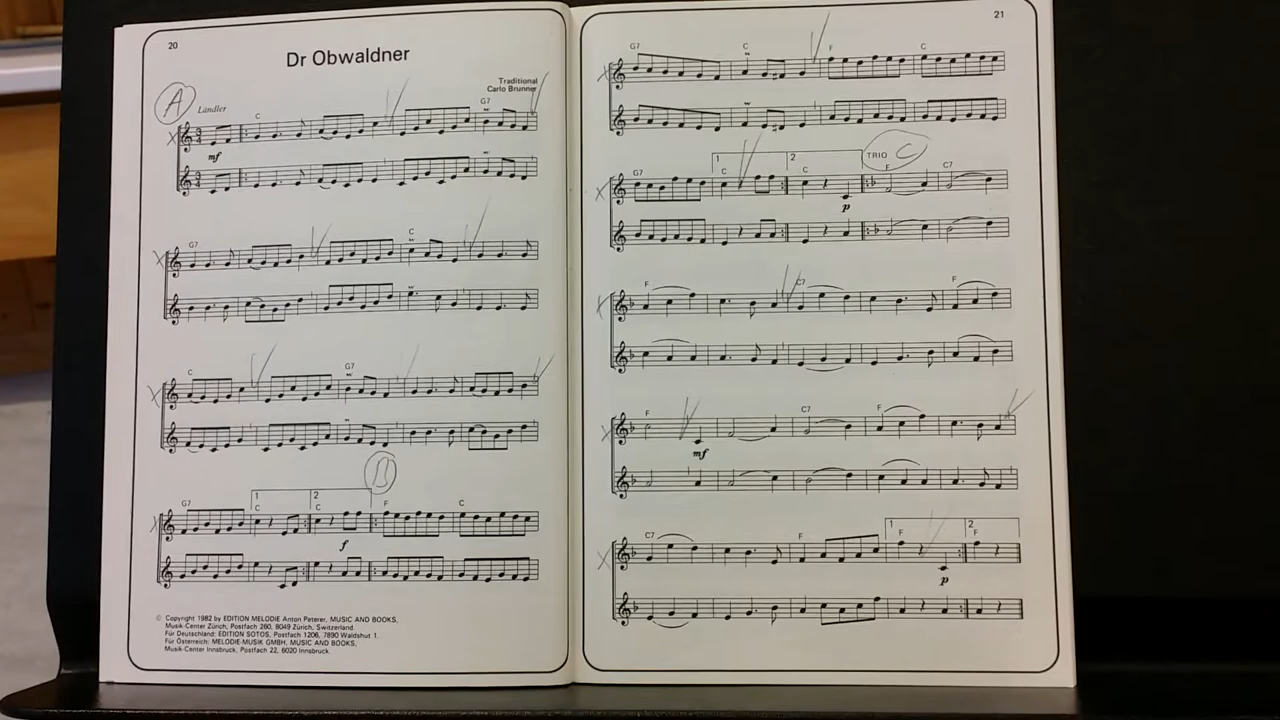 20
Dr Obwaldner
Traditional
Carlo Brunner
A
Ländler
C
G7
mf
G7
C
C
G7
B
G7
1
C
2
C
F
C
f
© Copyright 1982 by EDITION MELODIE Anton Peterer, MUSIC AND BOOKS,
Musik-Center Zürich, Postfach 260, 8049 Zürich, Switzerland.
Für Deutschland: EDITION SOTOS, Postfach 1206, 7890 Waldshut 1.
Für Österreich: MELODIE-MUSIK GMBH, MUSIC AND BOOKS,
Musik-Center Innsbruck, Postfach 22, 6020 Innsbruck.
21
G7
C
F
C
1
2
TRIO C
G7
C
C
F
C7
p
F
C7
F
F
C7
F
mf
C7
F
1
F
2
F
p